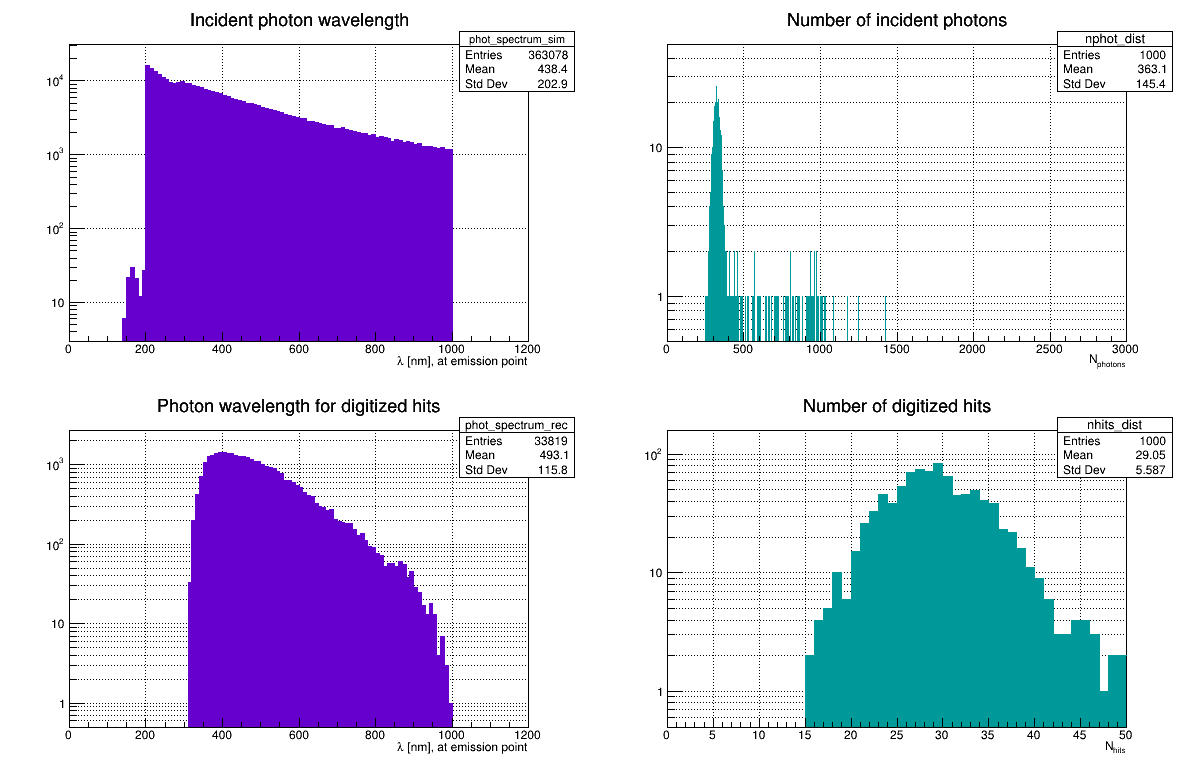 Incident photon wavelength
phot_spectrum_sim
Entries 363078
Mean 438.4
Std Dev 202.9
10^4
10^3
10^2
10
0 200 400 600 800 1000 1200
λ [nm], at emission point
Number of incident photons
nphot_dist
Entries 1000
Mean 363.1
Std Dev 145.4
10
1
0 500 1000 1500 2000 2500 3000
N_photons
Photon wavelength for digitized hits
phot_spectrum_rec
Entries 33819
Mean 493.1
Std Dev 115.8
10^3
10^2
10
1
0 200 400 600 800 1000 1200
λ [nm], at emission point
Number of digitized hits
nhits_dist
Entries 1000
Mean 29.05
Std Dev 5.587
10^2
10
1
0 5 10 15 20 25 30 35 40 45 50
N_hits